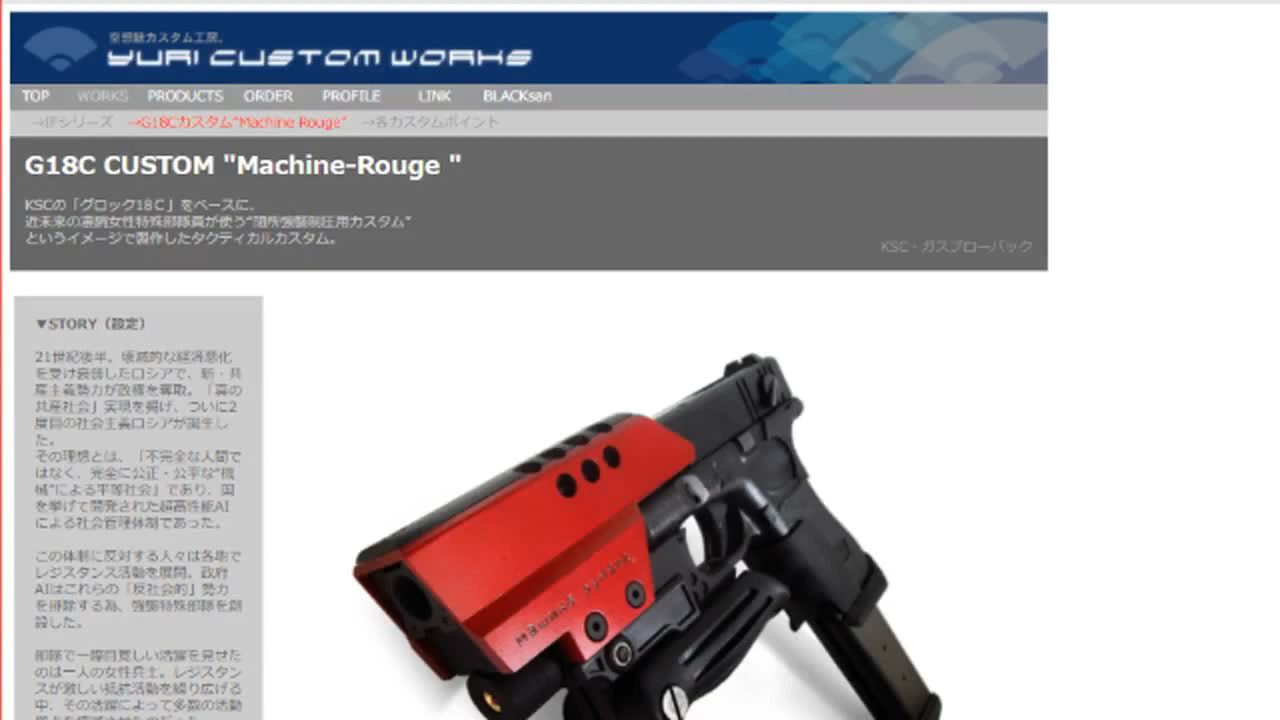 空想銃カスタム工房。
YURI CUSTOM WORKS
TOP WORKS PRODUCTS ORDER PROFILE LINK BLACKsan
→IFシリーズ →G18Cカスタム"Machine Rouge" →各カスタムポイント
G18C CUSTOM "Machine-Rouge "
KSCの「グロック18C」をベースに、
近未来の凄腕女性特殊部隊員が使う"閉所強襲制圧用カスタム"
というイメージで製作したタクティカルカスタム。
KSC・ガスブローバック
▼STORY（設定）
21世紀後半。壊滅的な経済悪化
を受け衰弱したロシアで、新・共
産主義勢力が政権を奪取。「真の
共産社会」実現を掲げ、ついに2
度目の社会主義ロシアが誕生し
た。
その理想とは、「不完全な人間で
はなく、完全に公正・公平な"機
械"による平等社会」であり、国
を挙げて開発された超高性能AI
による社会管理体制であった。
この体制に反対する人々は各地で
レジスタンス活動を展開。政府
AIはこれらの「反社会的」勢力
を排除する為、強襲特殊部隊を創
設した。
部隊で一際目覚しい活躍を見せた
のは一人の女性兵士。レジスタン
スが激しい抵抗活動を繰り広げる
中、その活躍によって多数の活動